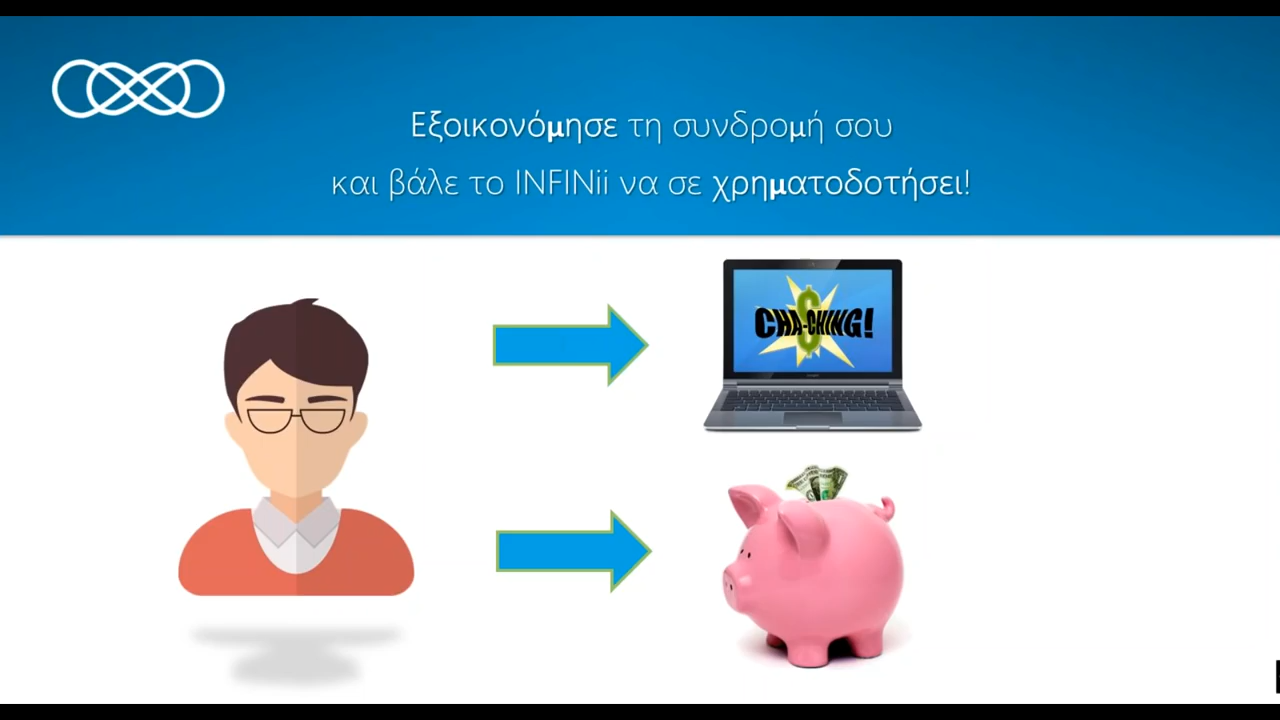 Εξοικονόμησε τη συνδρομή σου
και βάλε το INFINii να σε χρηματοδοτήσει!
CHA-CHING!